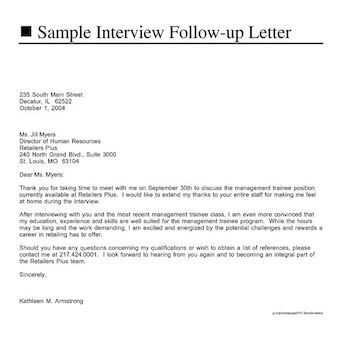 Sample Interview Follow-up Letter
235 South Main Street
Decatur, IL 62522
October 1, 2004
Ms. Jill Myers
Director of Human Resources
Retailers Plus
240 North Grand Blvd., Suite 3000
St. Louis, MO 63104
Dear Ms. Myers:
Thank you for taking time to meet with me on September 30th to discuss the management trainee position
currently available at Retailers Plus. I would like to extend my thanks to your entire staff for making me feel
at home during the interview.
After interviewing with you and the most recent management trainee class, I am even more convinced that
my education, experience and skills are well suited for the management trainee program. While the hours
may be long and the work demanding, I am excited and energized by the potential challenges and rewards a
career in retailing has to offer.
Should you have any questions concerning my qualifications or wish to obtain a list of references, please
contact me at 217.424.0001. I look forward to hearing from you again and to becoming an integral part of
the Retailers Plus team.
Sincerely,
Kathleen M. Armstrong